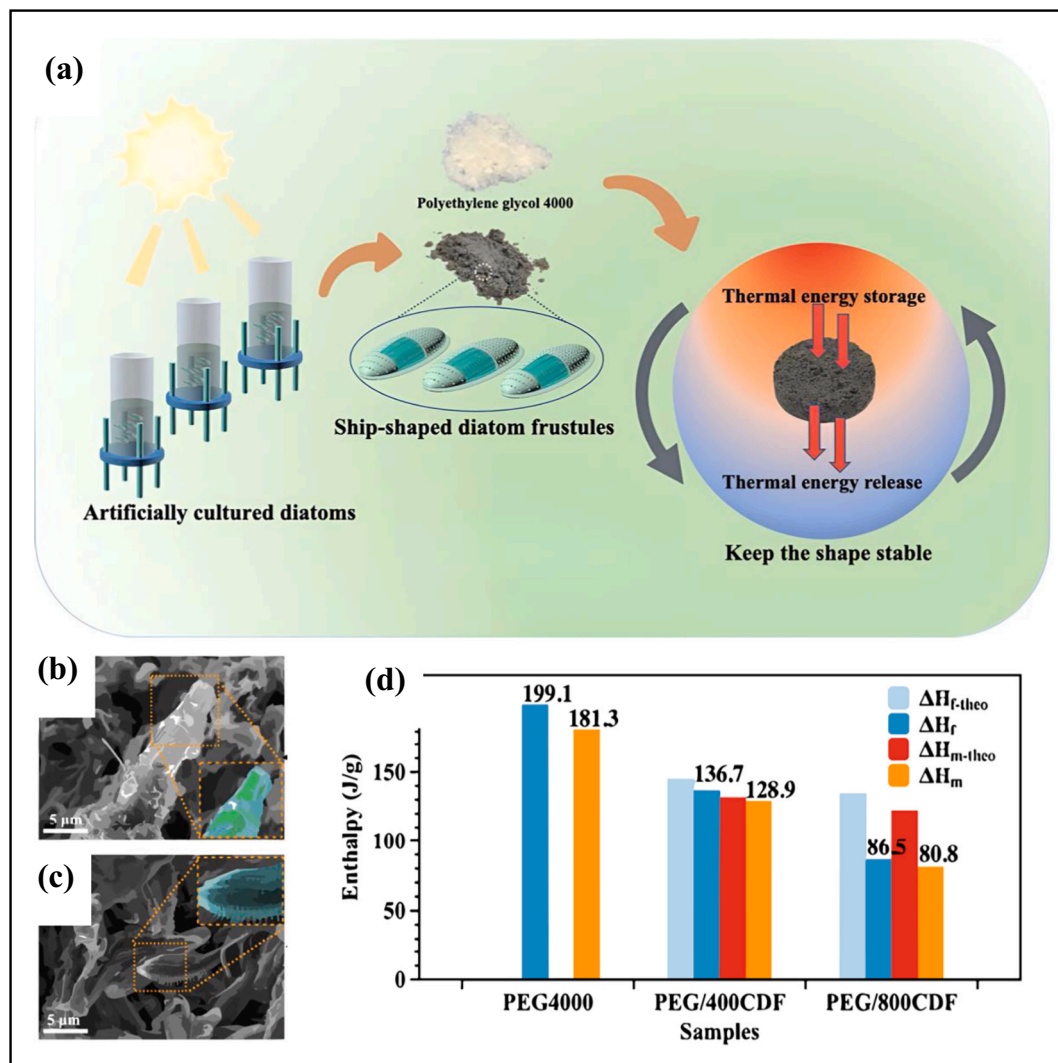 (a)
Polyethylene glycol 4000
Thermal energy storage
Ship-shaped diatom frustules
Thermal energy release
Artificially cultured diatoms
Keep the shape stable
(b)
5 μm
(c)
5 μm
(d)
Enthalpy (J/g)
150
100
50
0
199.1
181.3
136.7
128.9
86.5
80.8
ΔHf-theo
ΔHf
ΔHm-theo
ΔHm
PEG4000
PEG/400CDF
PEG/800CDF
Samples